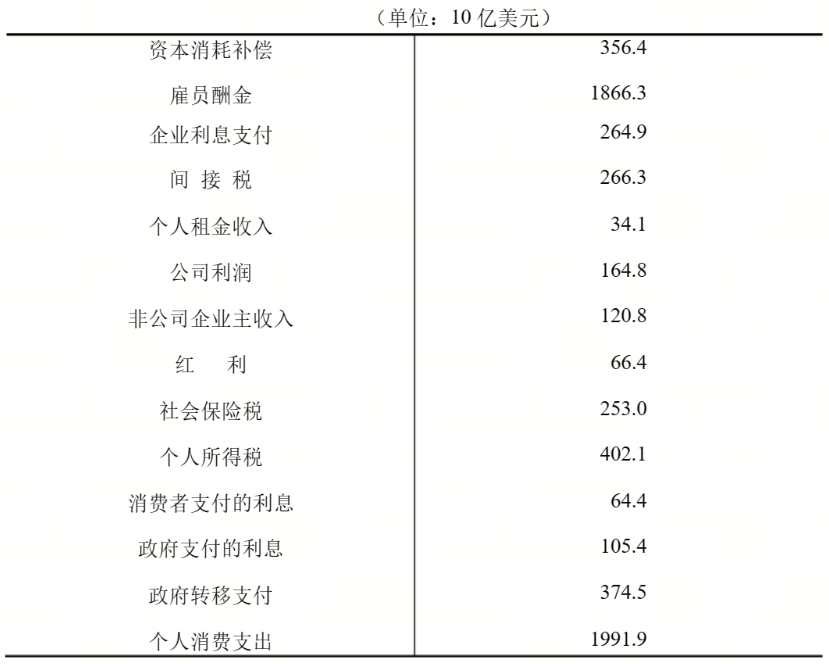 （单位：10 亿美元）
资本消耗补偿 356.4
雇员酬金 1866.3
企业利息支付 264.9
间 接 税 266.3
个人租金收入 34.1
公司利润 164.8
非公司企业主收入 120.8
红 利 66.4
社会保险税 253.0
个人所得税 402.1
消费者支付的利息 64.4
政府支付的利息 105.4
政府转移支付 374.5
个人消费支出 1991.9